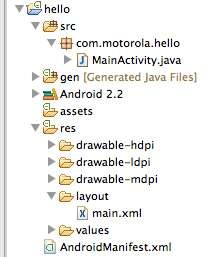 hello
src
com.motorola.hello
MainActivity.java
gen [Generated Java Files]
Android 2.2
assets
res
drawable-hdpi
drawable-ldpi
drawable-mdpi
layout
main.xml
values
AndroidManifest.xml